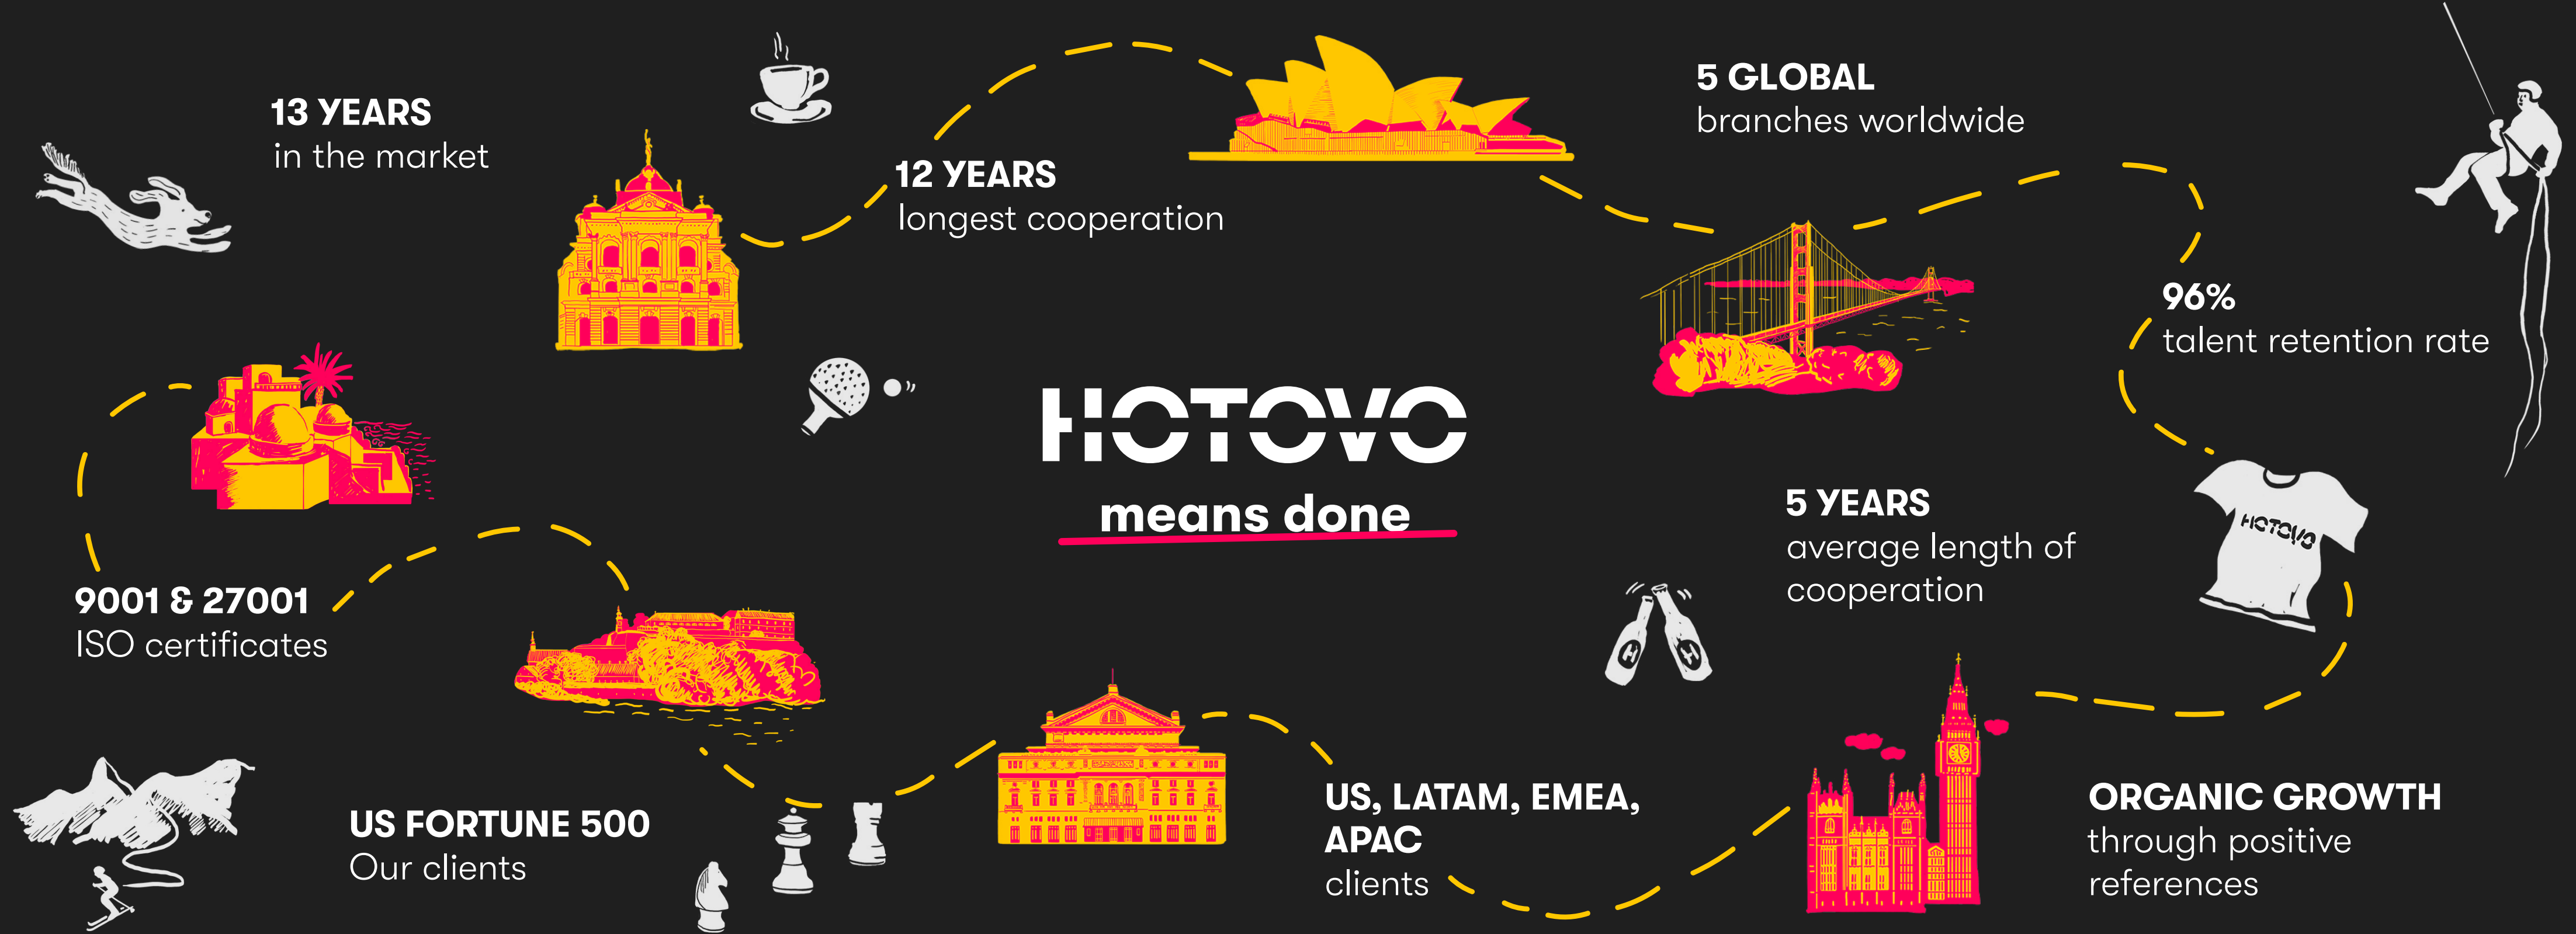 13 YEARS
in the market
12 YEARS
longest cooperation
5 GLOBAL
branches worldwide
96%
talent retention rate
HOTOVO
means done
5 YEARS
average length of
cooperation
HOTOVO
H
H
9001 & 27001
ISO certificates
US FORTUNE 500
Our clients
US, LATAM, EMEA,
APAC
clients
ORGANIC GROWTH
through positive
references